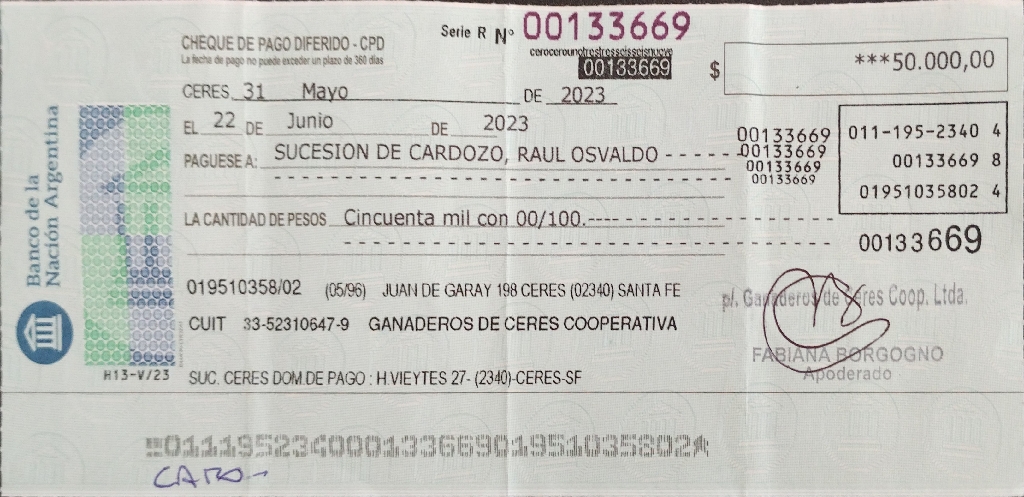 Serie R Nº 00133669
CHEQUE DE PAGO DIFERIDO - CPD
La fecha de pago no puede exceder un plazo de 360 días
cerocerounotrestresseisseisnueve
00133669
$ ***50.000,00
CERES, 31 Mayo DE 2023
EL 22 DE Junio DE 2023
PAGUESE A: SUCESION DE CARDOZO, RAUL OSVALDO - - - - - - -
00133669
00133669
00133669
00133669
011-195-2340 4
00133669 8
01951035802 4
LA CANTIDAD DE PESOS Cincuenta mil con 00/100.----
00133669
Banco de la
Nación Argentina
019510358/02 (05/96) JUAN DE GARAY 198 CERES (02340) SANTA FE
CUIT 33-52310647-9 GANADEROS DE CERES COOPERATIVA
p/. Ganaderos de Ceres Coop. Ltda.
FABIANA BORGOGNO
Apoderado
H13-V/23
SUC. CERES DOM.DE PAGO : H.VIEYTES 27- (2340)-CERES-SF
01119523400013366901951035802